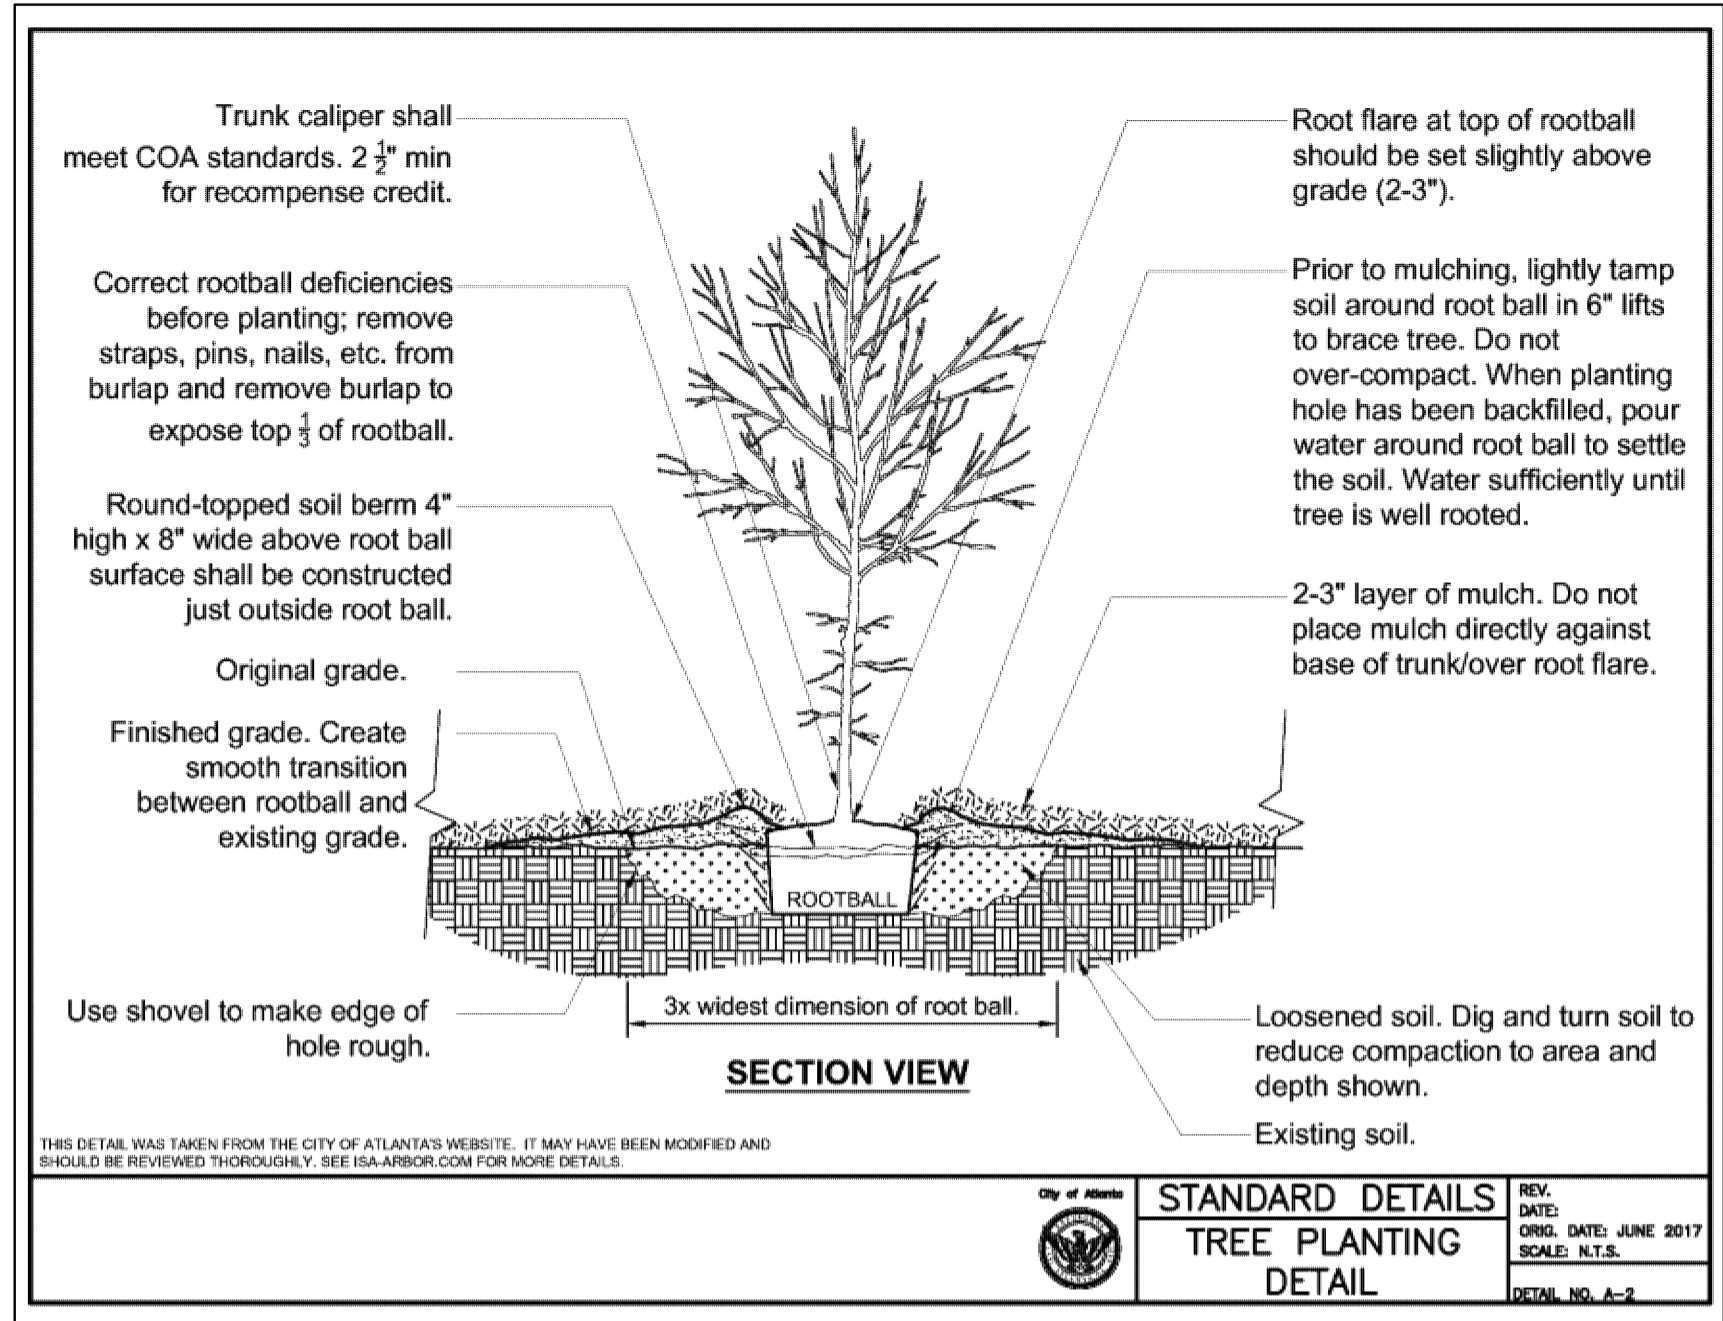 Trunk caliper shall
meet COA standards. 2 1/2" min
for recompense credit.
Correct rootball deficiencies
before planting; remove
straps, pins, nails, etc. from
burlap and remove burlap to
expose top 1/3 of rootball.
Round-topped soil berm 4"
high x 8" wide above root ball
surface shall be constructed
just outside root ball.
Original grade.
Finished grade. Create
smooth transition
between rootball and
existing grade.
Use shovel to make edge of
hole rough.
Root flare at top of rootball
should be set slightly above
grade (2-3").
Prior to mulching, lightly tamp
soil around root ball in 6" lifts
to brace tree. Do not
over-compact. When planting
hole has been backfilled, pour
water around root ball to settle
the soil. Water sufficiently until
tree is well rooted.
2-3" layer of mulch. Do not
place mulch directly against
base of trunk/over root flare.
ROOTBALL
3x widest dimension of root ball.
SECTION VIEW
Loosened soil. Dig and turn soil to
reduce compaction to area and
depth shown.
Existing soil.
THIS DETAIL WAS TAKEN FROM THE CITY OF ATLANTA'S WEBSITE. IT MAY HAVE BEEN MODIFIED AND
SHOULD BE REVIEWED THOROUGHLY. SEE ISA-ARBOR.COM FOR MORE DETAILS.
City of Atlanta
STANDARD DETAILS
TREE PLANTING
DETAIL
REV.
DATE:
ORIG. DATE: JUNE 2017
SCALE: N.T.S.
DETAIL NO. A-2